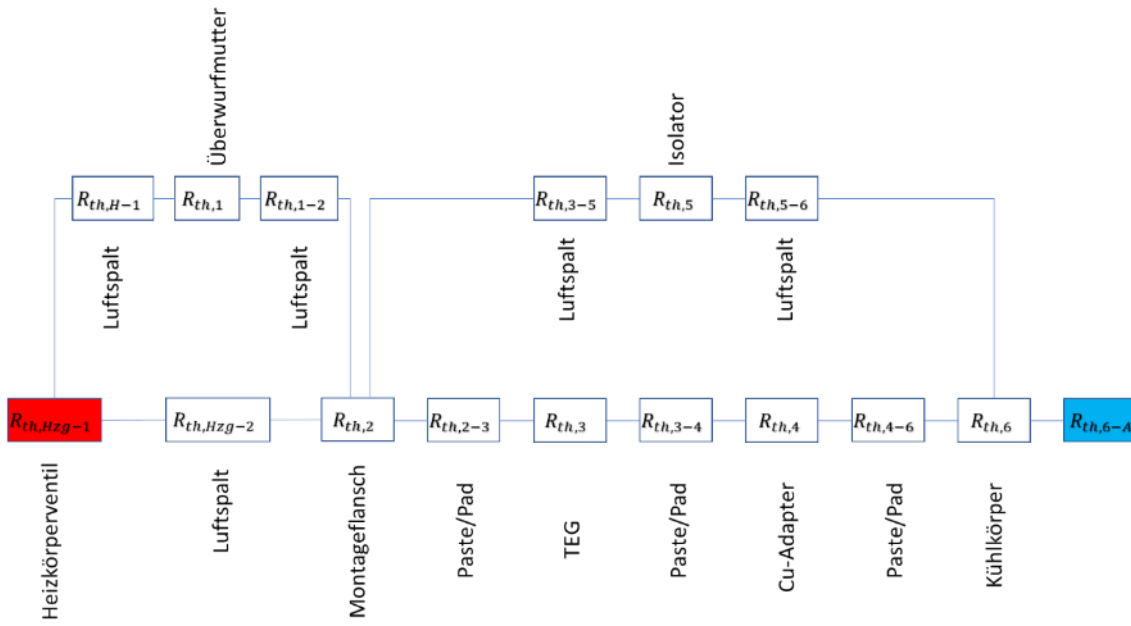 Überwurfmutter
Isolator
R_{th,H-1}
R_{th,1}
R_{th,1-2}
R_{th,3-5}
R_{th,5}
R_{th,5-6}
Luftspalt
Luftspalt
Luftspalt
Luftspalt
R_{th,Hzg-1}
R_{th,Hzg-2}
R_{th,2}
R_{th,2-3}
R_{th,3}
R_{th,3-4}
R_{th,4}
R_{th,4-6}
R_{th,6}
R_{th,6-A}
Heizkörperventil
Luftspalt
Montageflansch
Paste/Pad
TEG
Paste/Pad
Cu-Adapter
Paste/Pad
Kühlkörper